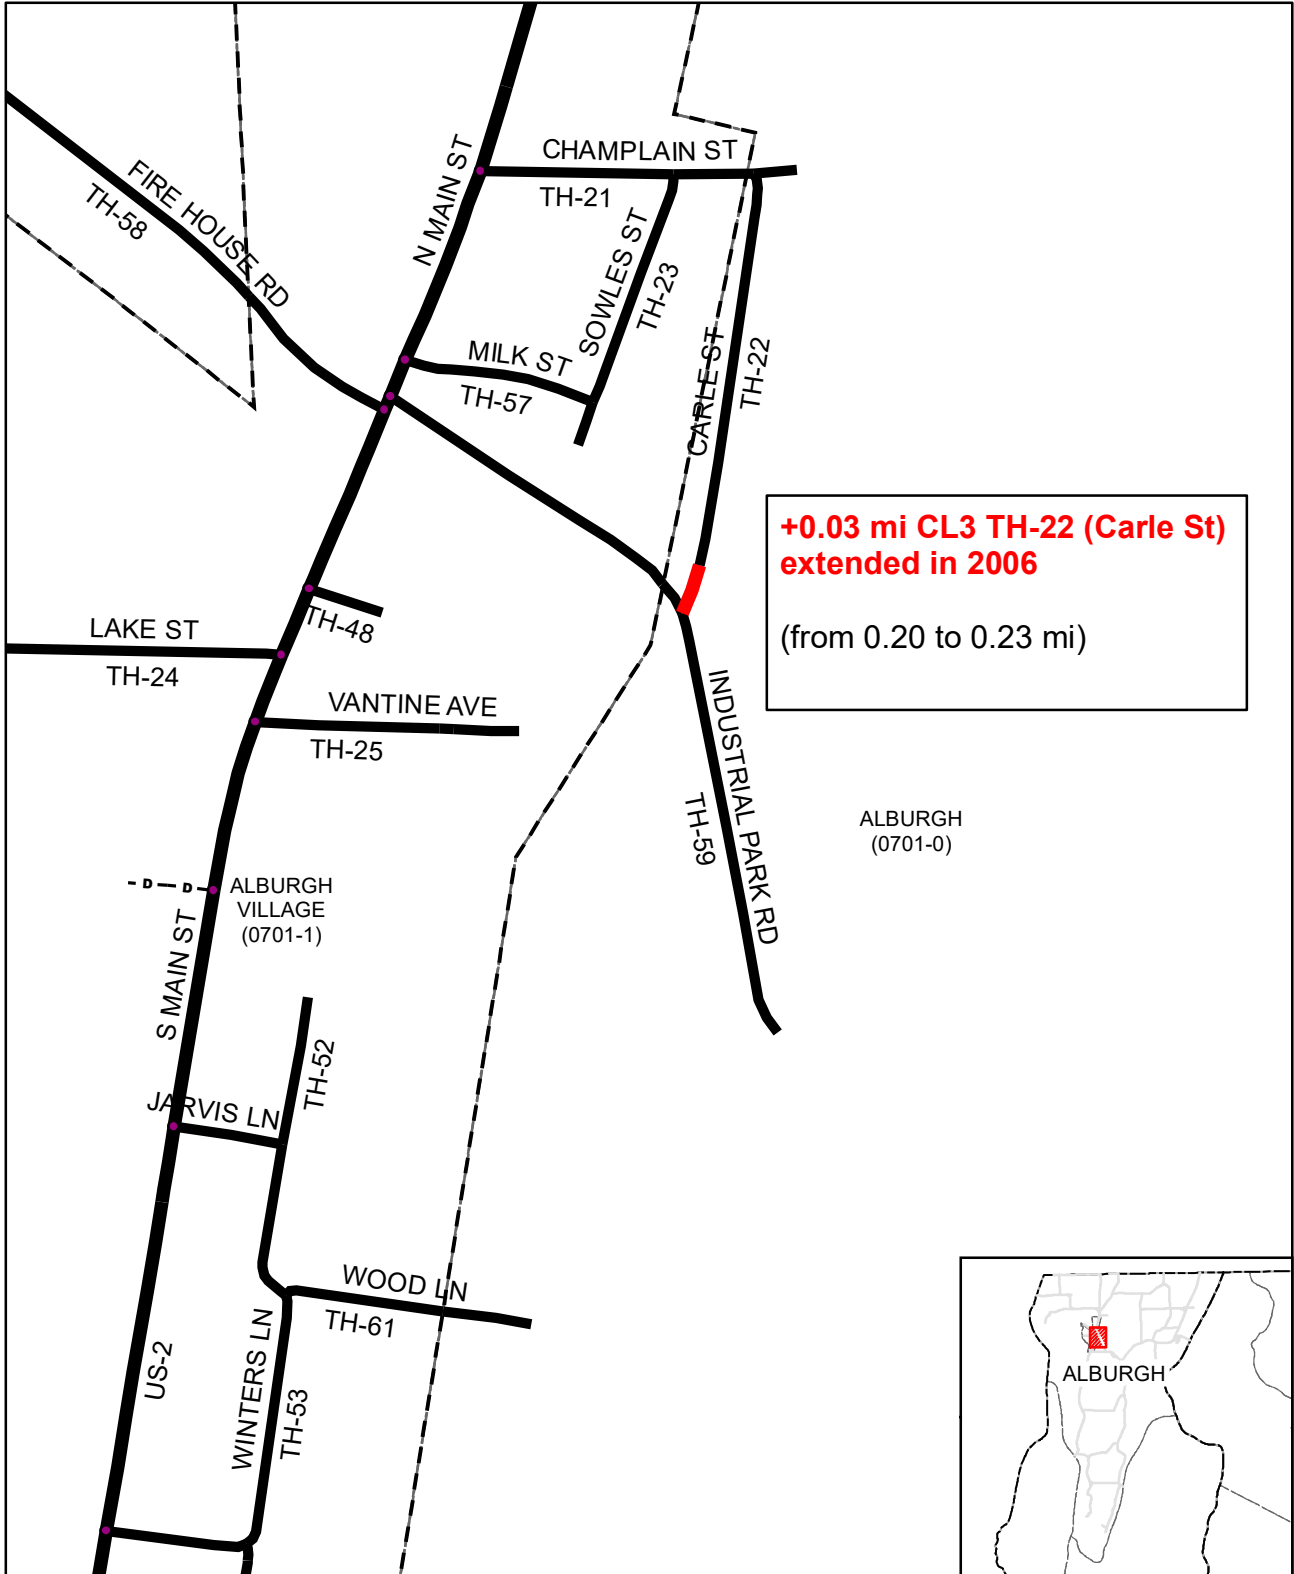 CHAMPLAIN ST
TH-21
N MAIN ST
FIRE HOUSE RD
TH-58
SOWLES ST
TH-23
MILK ST
TH-57
CARLE ST
TH-22
+0.03 mi CL3 TH-22 (Carle St)
extended in 2006
(from 0.20 to 0.23 mi)
TH-48
LAKE ST
TH-24
VANTINE AVE
TH-25
INDUSTRIAL PARK RD
TH-59
ALBURGH
(0701-0)
D D
ALBURGH
VILLAGE
(0701-1)
S MAIN ST
TH-52
JARVIS LN
WOOD LN
TH-61
US-2
WINTERS LN
TH-53
ALBURGH